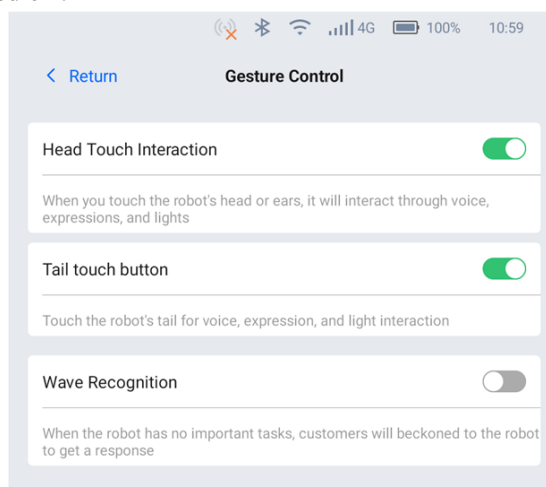 4G 100% 10:59
Return Gesture Control
Head Touch Interaction
When you touch the robot's head or ears, it will interact through voice,
expressions, and lights
Tail touch button
Touch the robot's tail for voice, expression, and light interaction
Wave Recognition
When the robot has no important tasks, customers will beckoned to the robot
to get a response